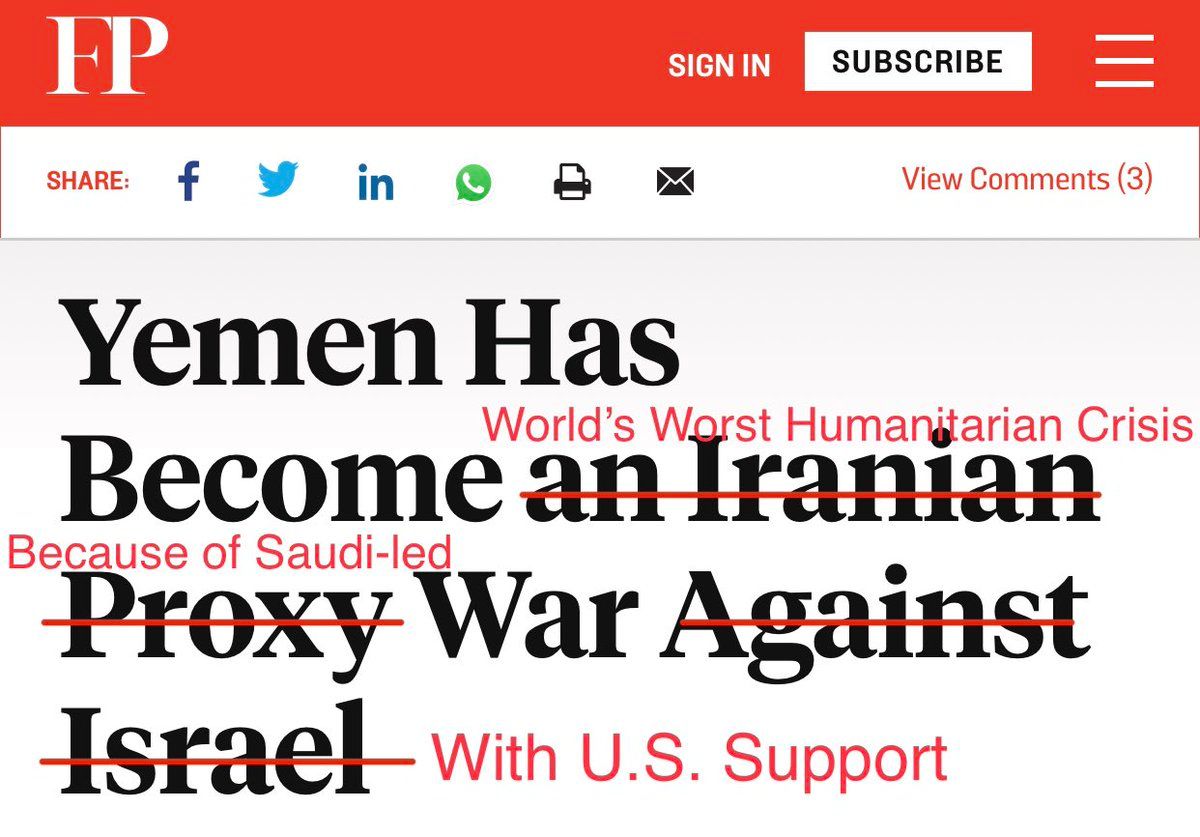 FP
SIGN IN
SUBSCRIBE
SHARE:
View Comments (3)
Yemen Has
World's Worst Humanitarian Crisis
Become an Iranian
Because of Saudi-led
Proxy War Against
Israel With U.S. Support